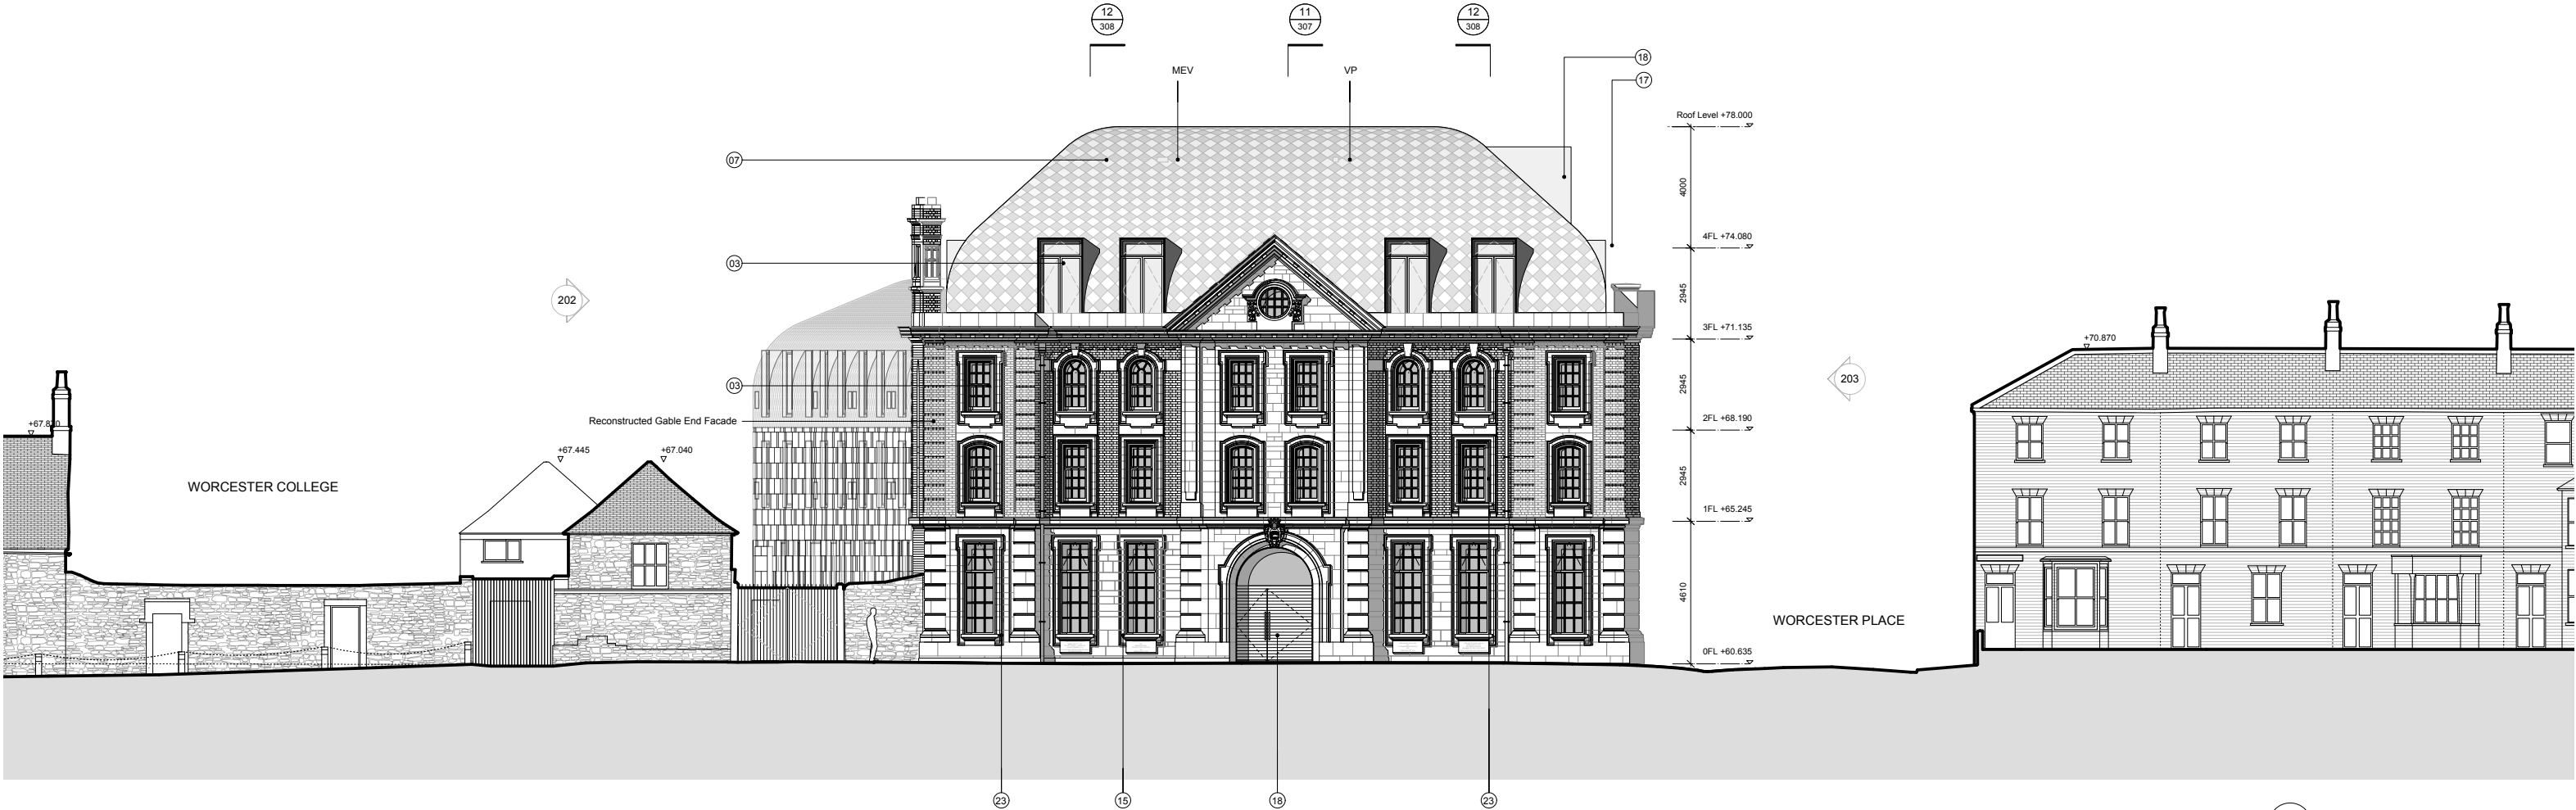 12
308
11
307
12
308
MEV
VP
18
17
Roof Level +78.000
4000
07
4FL +74.080
03
2945
202
3FL +71.135
+70.870
203
2945
03
Reconstructed Gable End Facade
2FL +68.190
+67.445
+67.040
2945
WORCESTER COLLEGE
1FL +65.245
4610
WORCESTER PLACE
0FL +60.635
23
15
18
23